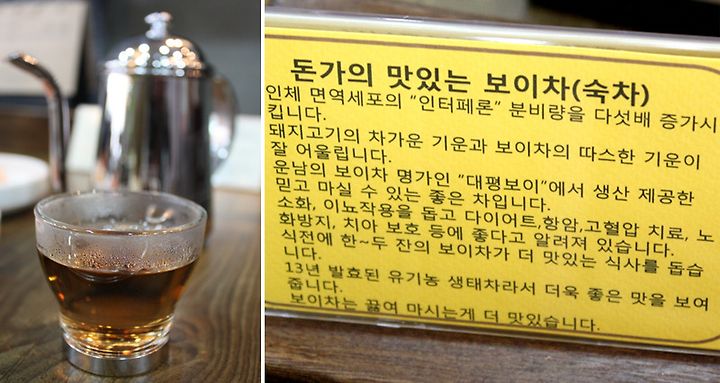 돈가의 맛있는 보이차(숙차)
인체 면역세포의 "인터페론" 분비량을 다섯배 증가시
킵니다.
돼지고기의 차가운 기운과 보이차의 따스한 기운이
잘 어울립니다.
운남의 보이차 명가인 "대평보이"에서 생산 제공한
믿고 마실 수 있는 좋은 차입니다.
소화, 이뇨작용을 돕고 다이어트,항암,고혈압 치료, 노
화방지, 치아 보호 등에 좋다고 알려져 있습니다.
식전에 한~두 잔의 보이차가 더 맛있는 식사를 돕습
니다.
13년 발효된 유기농 생태차라서 더욱 좋은 맛을 보여
줍니다.
보이차는 끓여 마시는게 더 맛있습니다.